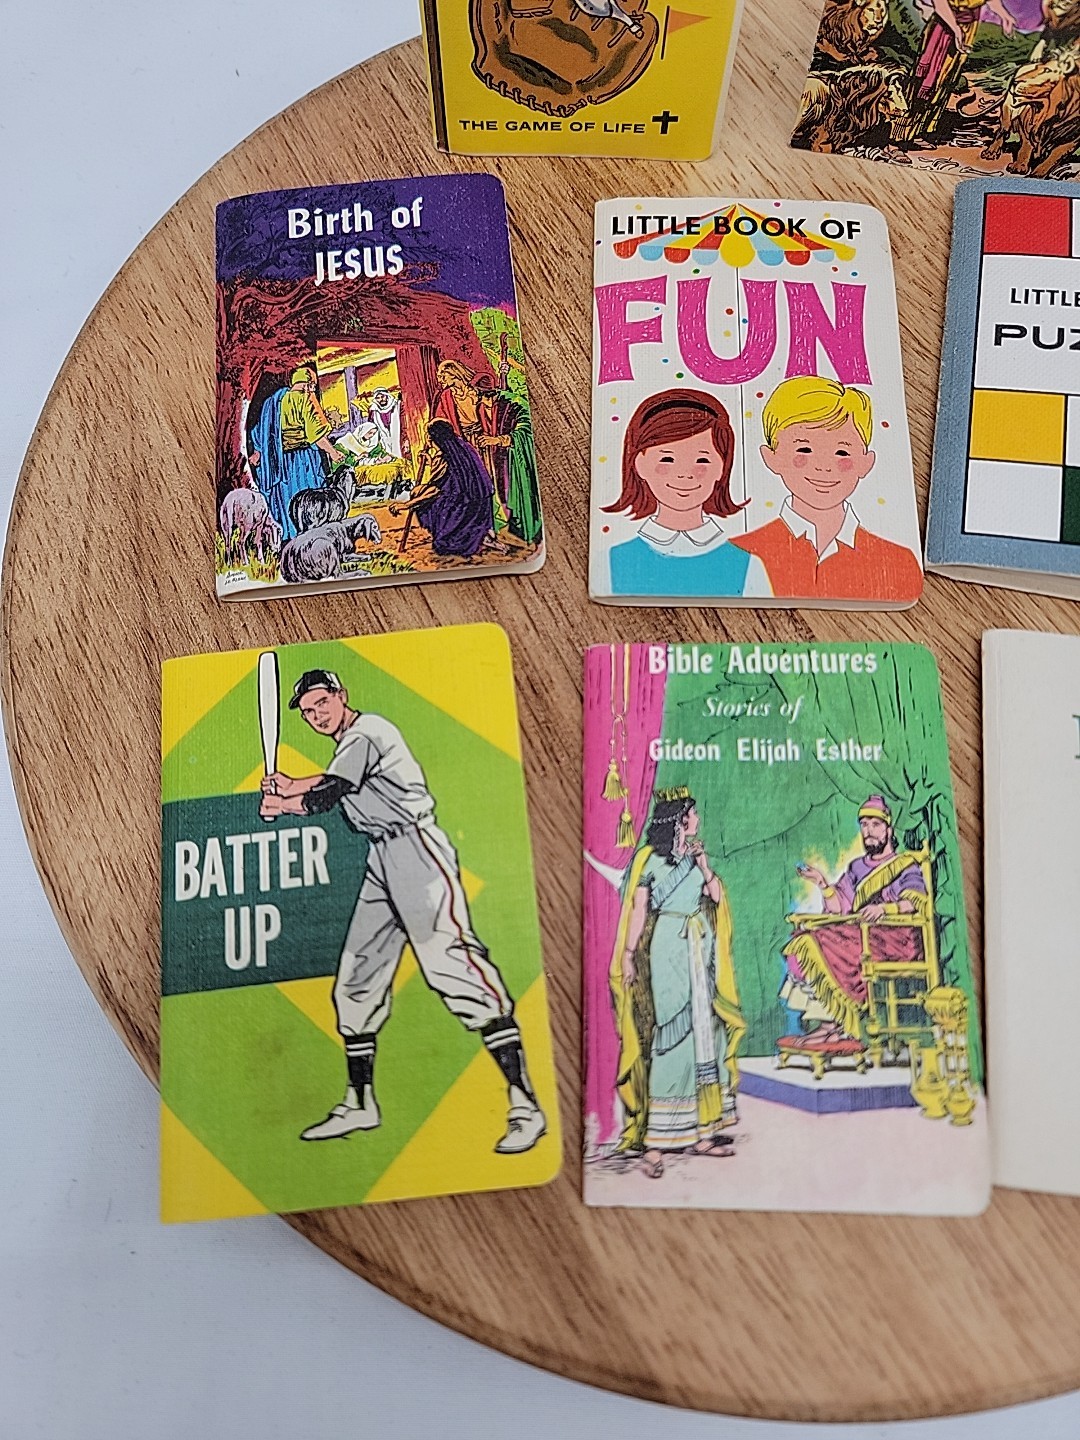 THE GAME OF LIFE
Birth of
JESUS
LITTLE BOOK OF
FUN
LITTLE
BATTER
UP
Bible Adventures
Stories of
Gideon Elijah Esther